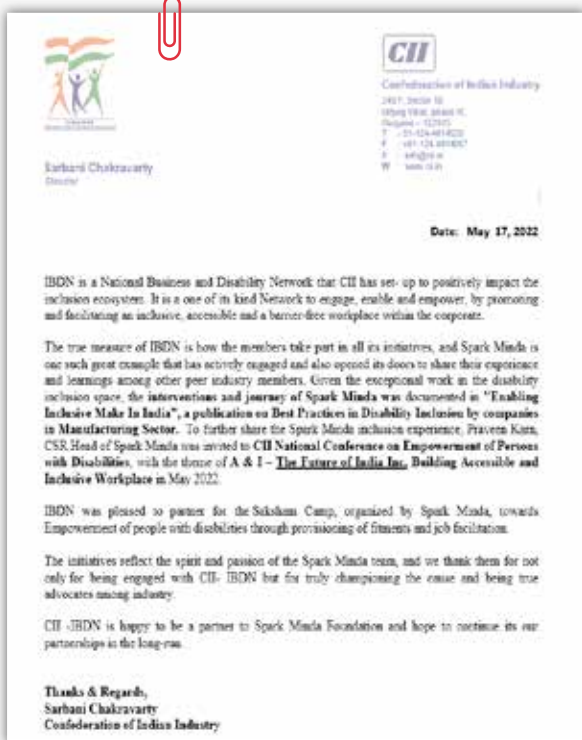 CII
Confederation of Indian Industry
Sarbani Chakravarty
Director
Date: May 17, 2022
IBDN is a National Business and Disability Network that CII has set- up to positively impact the
inclusion ecosystem. It is a one of its kind Network to engage, enable and empower, by promoting
and facilitating an inclusive, accessible and a barrier-free workplace within the corporate.
The true measure of IBDN is how the members take part in all its initiatives, and Spark Minda is
one such great example that has actively engaged and also opened its doors to share their experience
and learnings among other peer industry members. Given the exceptional work in the disability
inclusion space, the interventions and journey of Spark Minda was documented in "Enabling
Inclusive Make In India", a publication on Best Practices in Disability Inclusion by companies
in Manufacturing Sector. To further share the Spark Minda inclusion experience, Praveen
CSR Head of Spark Minda was invited to CII National Conference on Empowerment of Persons
with Disabilities, with the theme of A & I – The Future of India Inc. Building Accessible and
Inclusive Workplace in May 2022.
IBDN was pleased to partner for the Saksham Camp, organized by Spark Minda, towards
Empowerment of people with disabilities through provisioning of fitments and job facilitation.
The initiatives reflect the spirit and passion of the Spark Minda team, and we thank them for not
only for being engaged with CII- IBDN but for truly championing the cause and being true
advocates among industry.
CII -IBDN is happy to be a partner to Spark Minda Foundation and hope to continue its our
partnerships in the long-run.
Thanks & Regards,
Sarbani Chakravarty
Confederation of Indian Industry